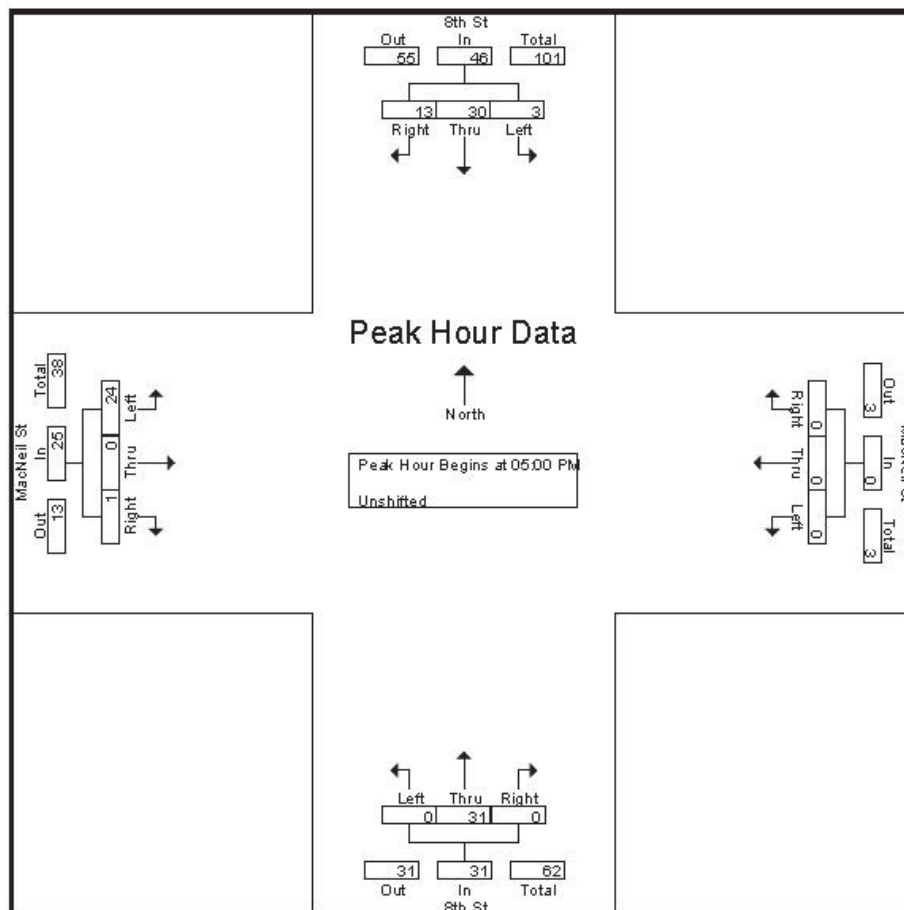 8th St
Out In Total
55 46 101
13 30 3
Right Thru Left
Peak Hour Data
North
Peak Hour Begins at 05:00 PM
Unshifted
MacNeil St
Total In Out
38 25 13
24 0 1
Left Thru Right
Right Thru Left
0 0 0
Out In Total
3 0 3
MacNeil St
Left Thru Right
0 31 0
31 31 62
Out In Total
8th St